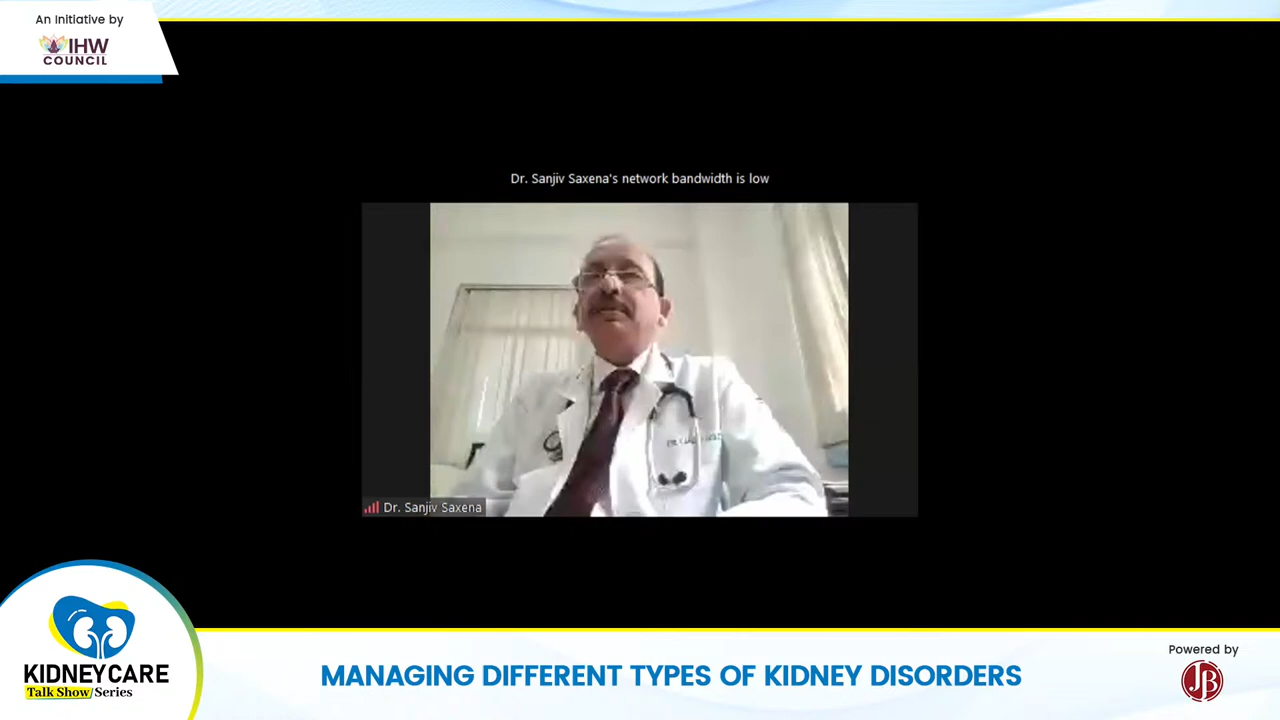 An Initiative by
IHW
COUNCIL
Dr. Sanjiv Saxena's network bandwidth is low
Dr. Sanjiv Saxena
KIDNEYCARE
Talk Show Series
MANAGING DIFFERENT TYPES OF KIDNEY DISORDERS
Powered by
JB